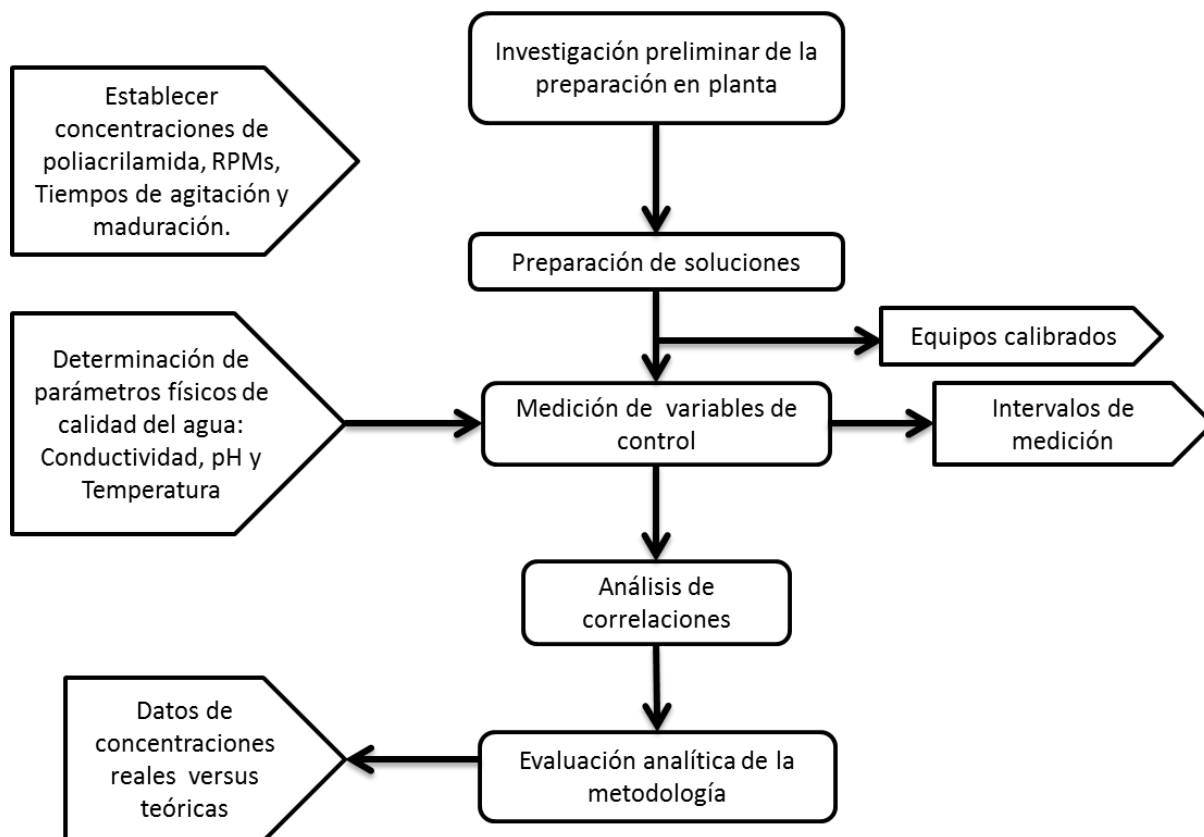 Investigación preliminar de la
preparación en planta
Establecer
concentraciones de
poliacrilamida, RPMs,
Tiempos de agitación y
maduración.
Preparación de soluciones
Equipos calibrados
Determinación de
parámetros físicos de
calidad del agua:
Conductividad, pH y
Temperatura
Medición de variables de
control
Intervalos de
medición
Análisis de
correlaciones
Datos de
concentraciones
reales versus
teóricas
Evaluación analítica de la
metodología